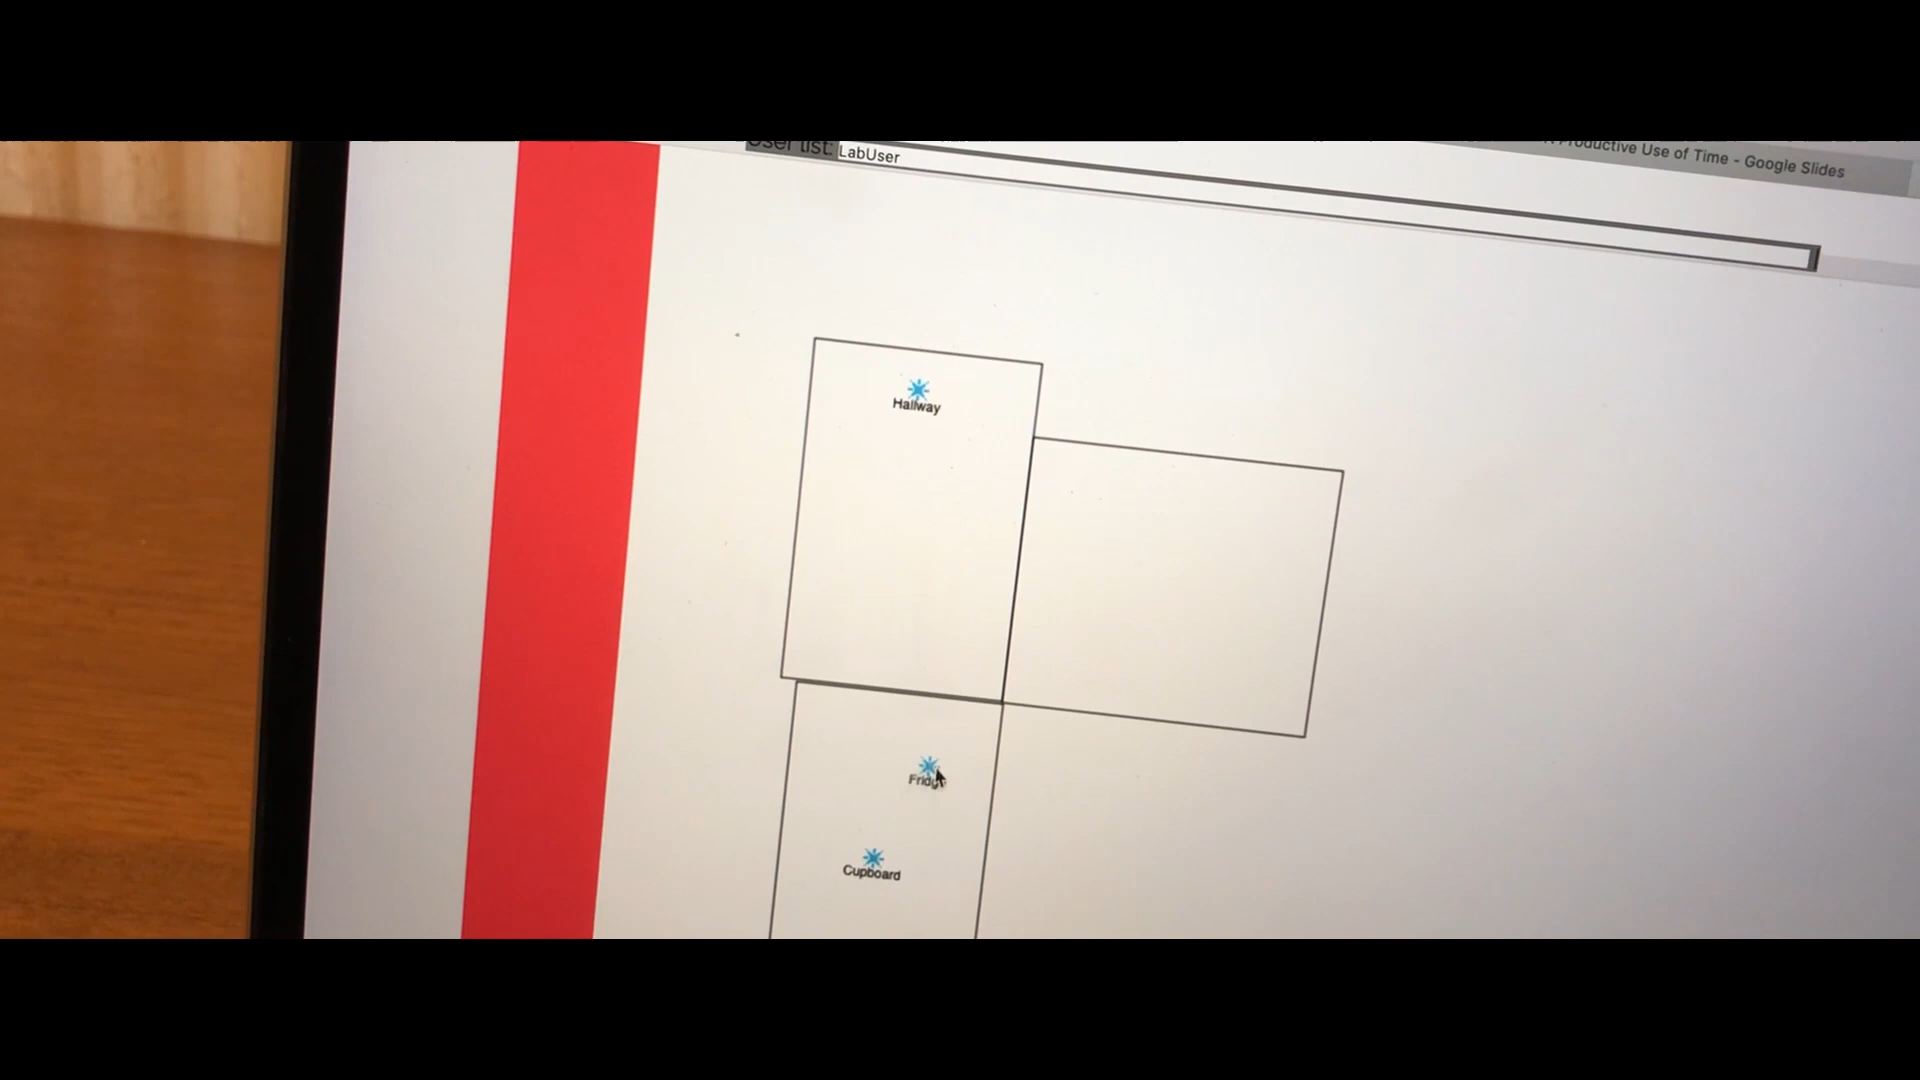 User list: LabUser
Productive Use of Time - Google Slides
Hallway
Fridge
Cupboard